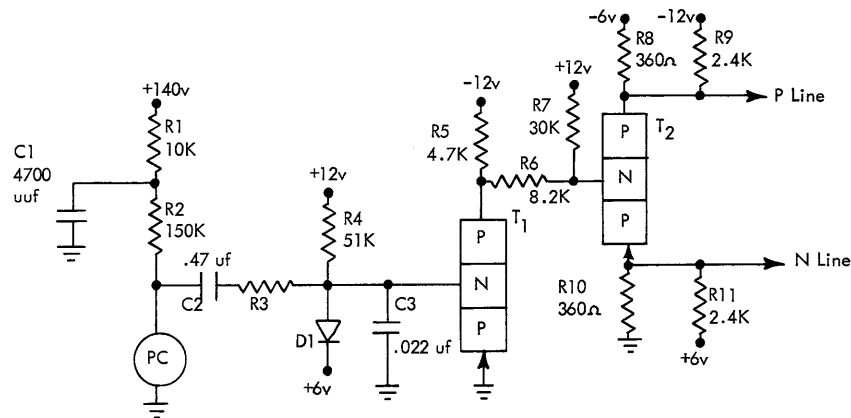 -6v
-12v
R8
360Ω
R9
2.4K
P Line
+140v
R1
10K
C1
4700
uuf
R2
150K
.47 uf
C2
R3
+12v
R4
51K
D1
+6v
C3
.022 uf
PC
-12v
R5
4.7K
R6
8.2K
+12v
R7
30K
T1
P
N
P
T2
P
N
P
N Line
R10
360Ω
R11
2.4K
+6v